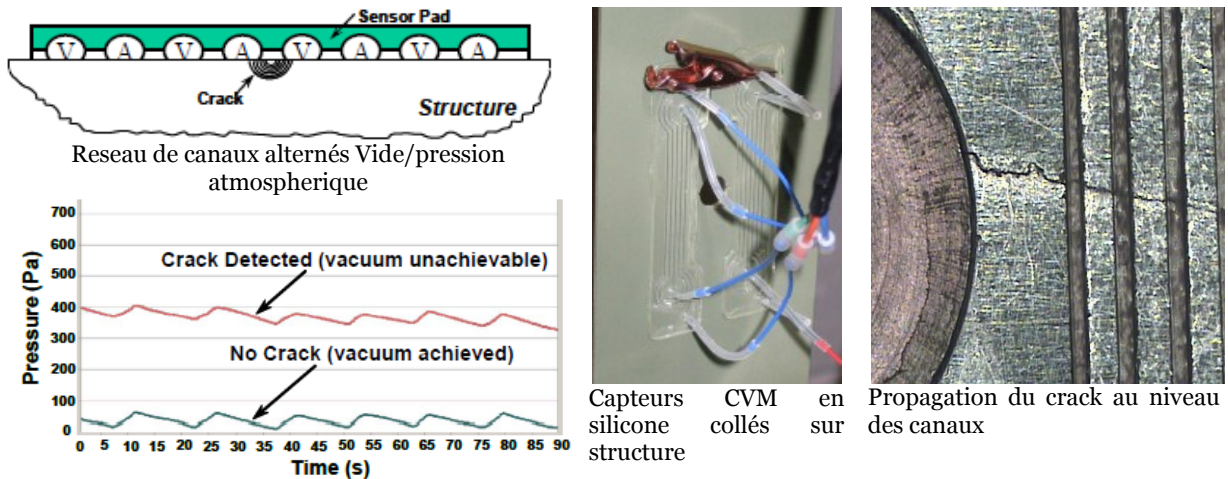 Sensor Pad
V A V A V A V A
Crack
Structure
Reseau de canaux alternés Vide/pression
atmospherique
700
600
500
400
300
200
100
0
Pressure (Pa)
Crack Detected (vacuum unachievable)
No Crack (vacuum achieved)
0 5 10 15 20 25 30 35 40 45 50 55 60 65 70 75 80 85 90
Time (s)
Capteurs CVM en
silicone collés sur
structure
Propagation du crack au niveau
des canaux